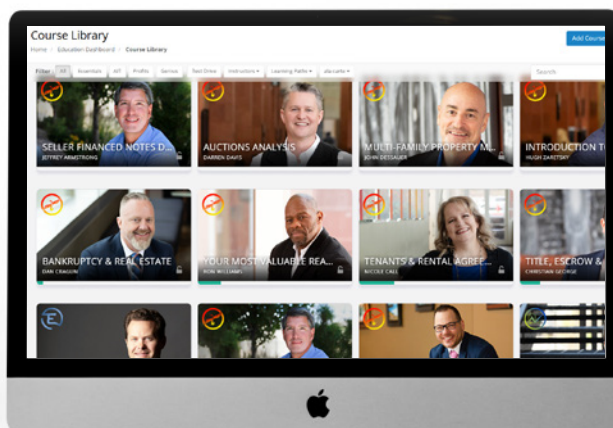 Course Library
Add Course
Home / Education Dashboard / Course Library
Filter All Essentials Profits Service Test Drive Instructors Learning Paths
Search
SELLER FINANCED NOTES D...
JEFFREY ARMSTRONG
AUCTIONS ANALYSIS
DARREN DAVIS
MULTI-FAMILY PROPERTY M...
JOHN DESSAUER
INTRODUCTION T
HUGH ZARETSKY
BANKRUPTCY & REAL ESTATE
DAN CRAGUN
YOUR MOST VALUABLE REA...
RON WILLIAMS
TENANTS & RENTAL AGREE...
NICOLE CALL
TITLE, ESCROW &
CHRISTIAN GEORGE